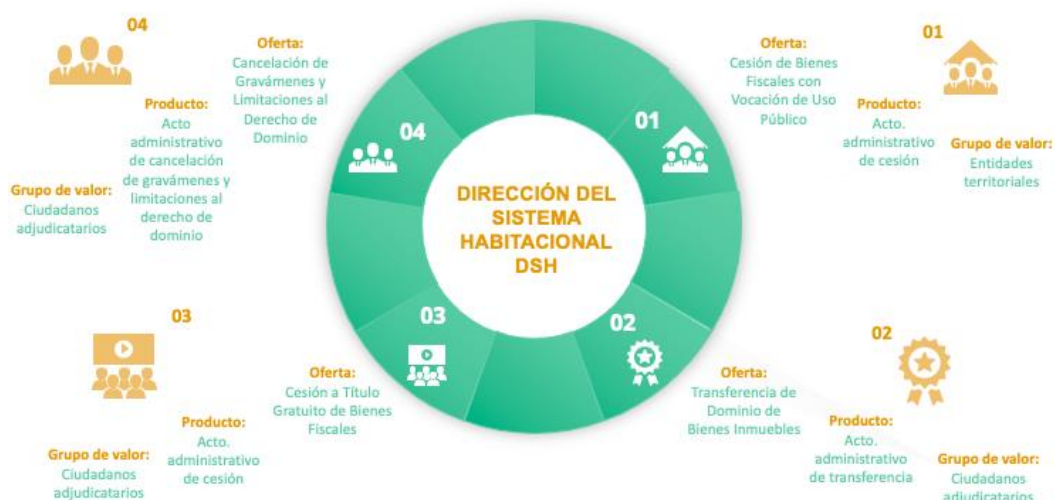 04
Oferta:
Cancelación de
Gravámenes y
Limitaciones al
Derecho de
Dominio
Producto:
Acto
administrativo
de cancelación
de gravámenes y
limitaciones al
derecho de
dominio
Grupo de valor:
Ciudadanos
adjudicatarios
04
01
DIRECCIÓN DEL
SISTEMA
HABITACIONAL
DSH
03
02
Oferta:
Cesión de Bienes
Fiscales con
Vocación de Uso
Público
01
Producto:
Acto.
administrativo
de cesión
Grupo de valor:
Entidades
territoriales
03
Oferta:
Cesión a Título
Gratuito de Bienes
Fiscales
Producto:
Acto.
administrativo
de cesión
Grupo de valor:
Ciudadanos
adjudicatarios
02
Oferta:
Transferencia de
Dominio de
Bienes Inmuebles
Producto:
Acto.
administrativo
de transferencia
Grupo de valor:
Ciudadanos
adjudicatarios